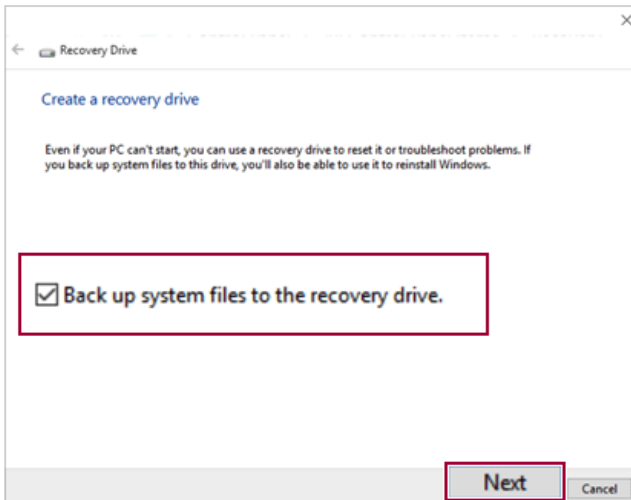 Recovery Drive
Create a recovery drive
Even if your PC can't start, you can use a recovery drive to reset it or troubleshoot problems. If
you back up system files to this drive, you'll also be able to use it to reinstall Windows.
Back up system files to the recovery drive.
Next
Cancel